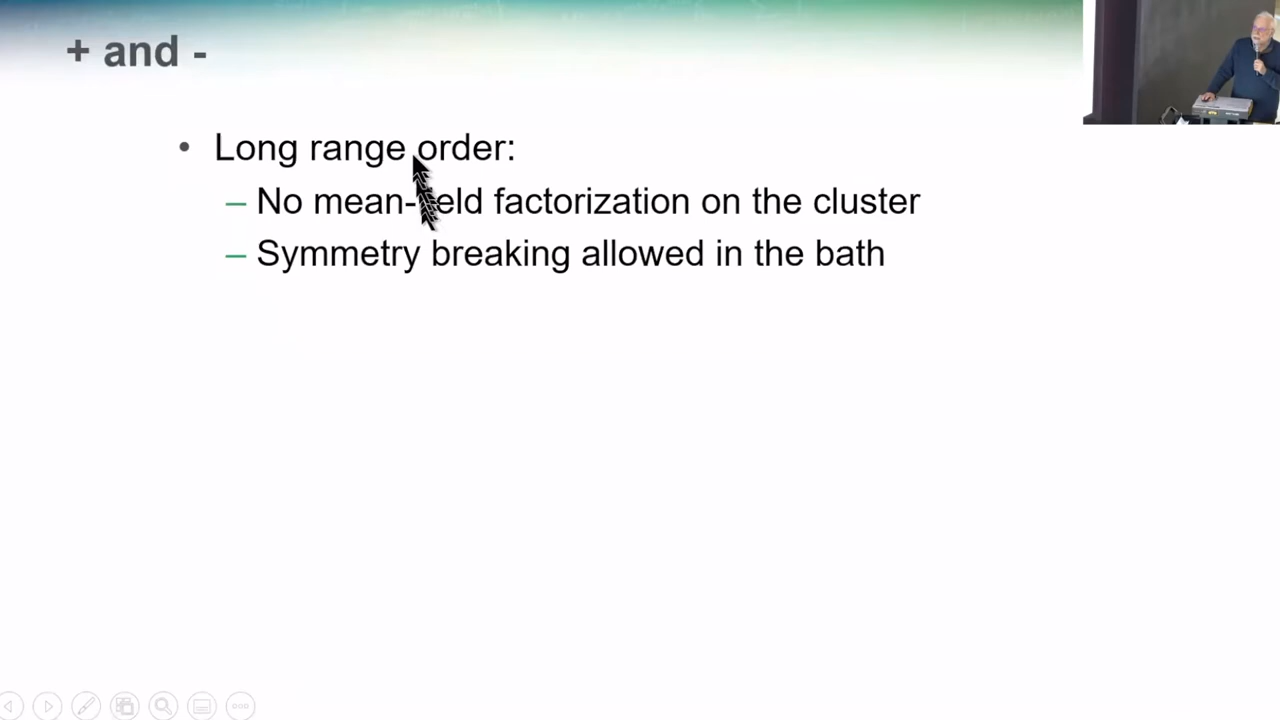 + and -
• Long range order:
– No mean-field factorization on the cluster
– Symmetry breaking allowed in the bath